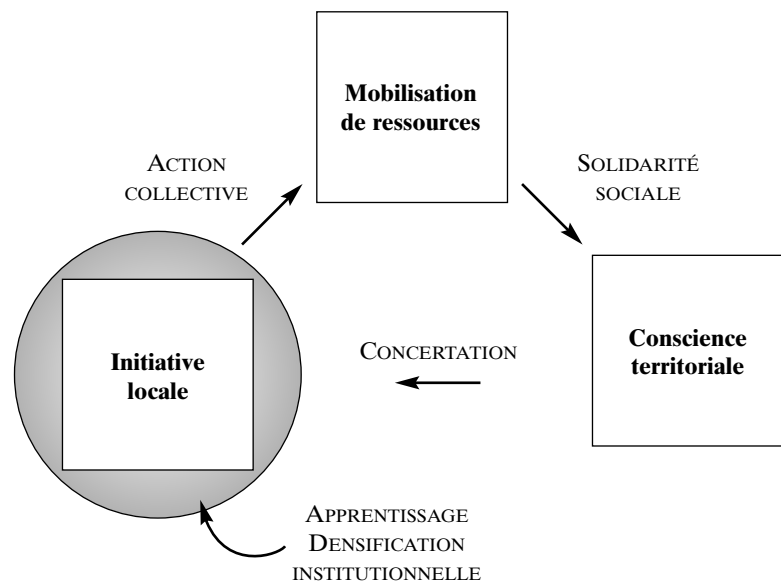 Mobilisation
de ressources
ACTION
COLLECTIVE
SOLIDARITÉ
SOCIALE
Initiative
locale
CONCERTATION
Conscience
territoriale
APPRENTISSAGE
DENSIFICATION
INSTITUTIONNELLE